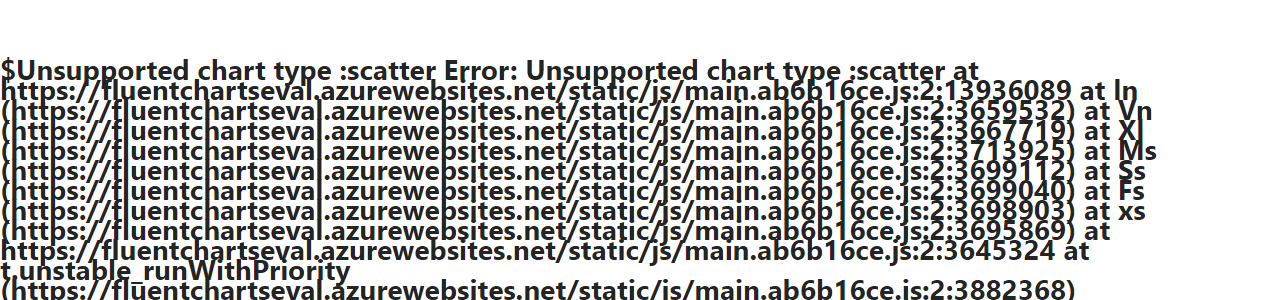 $Unsupported chart type :scatter Error: Unsupported chart type :scatter at
https://fluentchartseval.azurewebsites.net/static/js/main.ab6b16ce.js:2:13936089 at ln
(https://fluentchartseval.azurewebsites.net/static/js/main.ab6b16ce.js:2:3659532) at Vn
(https://fluentchartseval.azurewebsites.net/static/js/main.ab6b16ce.js:2:3667719) at Xl
(https://fluentchartseval.azurewebsites.net/static/js/main.ab6b16ce.js:2:3713925) at Ms
(https://fluentchartseval.azurewebsites.net/static/js/main.ab6b16ce.js:2:3699112) at Ss
(https://fluentchartseval.azurewebsites.net/static/js/main.ab6b16ce.js:2:3699040) at Fs
(https://fluentchartseval.azurewebsites.net/static/js/main.ab6b16ce.js:2:3698903) at xs
(https://fluentchartseval.azurewebsites.net/static/js/main.ab6b16ce.js:2:3695869) at
https://fluentchartseval.azurewebsites.net/static/js/main.ab6b16ce.js:2:3645324 at
t.unstable_runWithPriority
(https://fluentchartseval.azurewebsites.net/static/js/main.ab6b16ce.js:2:3882368)